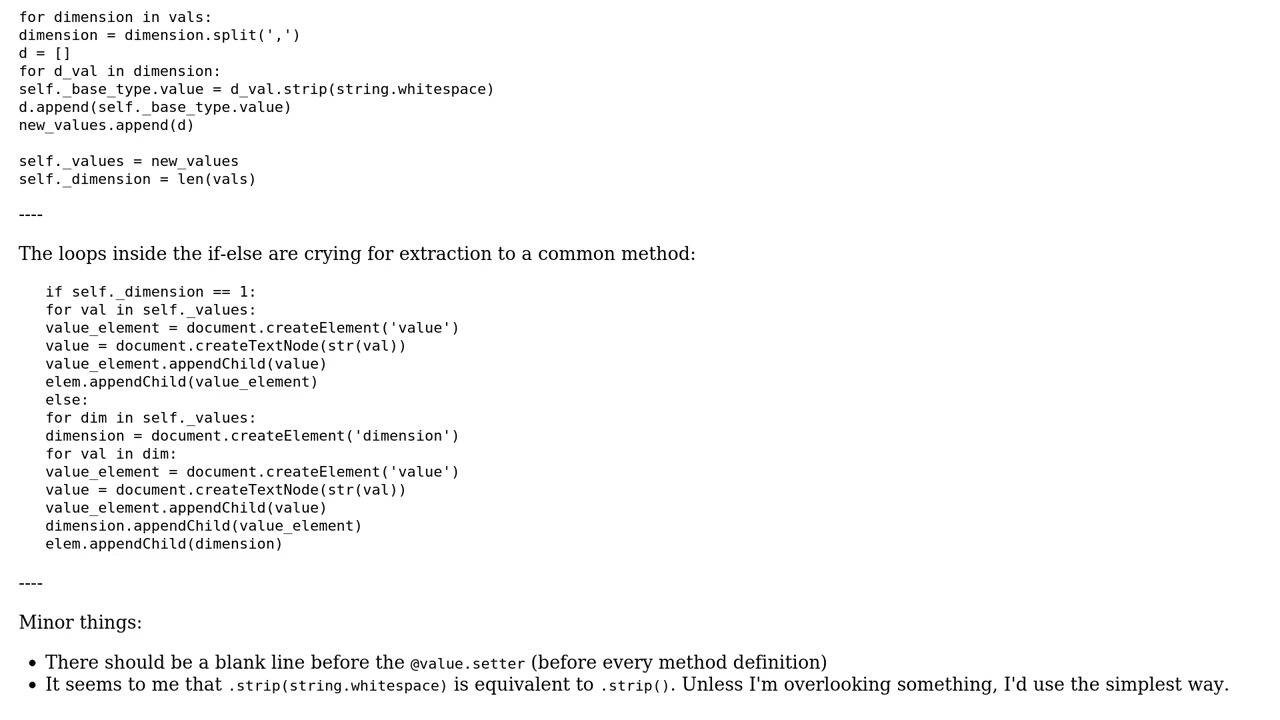 for dimension in vals:
dimension = dimension.split(',')
d = []
for d_val in dimension:
self._base_type.value = d_val.strip(string.whitespace)
d.append(self._base_type.value)
new_values.append(d)

self._values = new_values
self._dimension = len(vals)

----

The loops inside the if-else are crying for extraction to a common method:

if self._dimension == 1:
for val in self._values:
value_element = document.createElement('value')
value = document.createTextNode(str(val))
value_element.appendChild(value)
elem.appendChild(value_element)
else:
for dim in self._values:
dimension = document.createElement('dimension')
for val in dim:
value_element = document.createElement('value')
value = document.createTextNode(str(val))
value_element.appendChild(value)
dimension.appendChild(value_element)
elem.appendChild(dimension)

----

Minor things:

• There should be a blank line before the @value.setter (before every method definition)
• It seems to me that .strip(string.whitespace) is equivalent to .strip(). Unless I'm overlooking something, I'd use the simplest way.